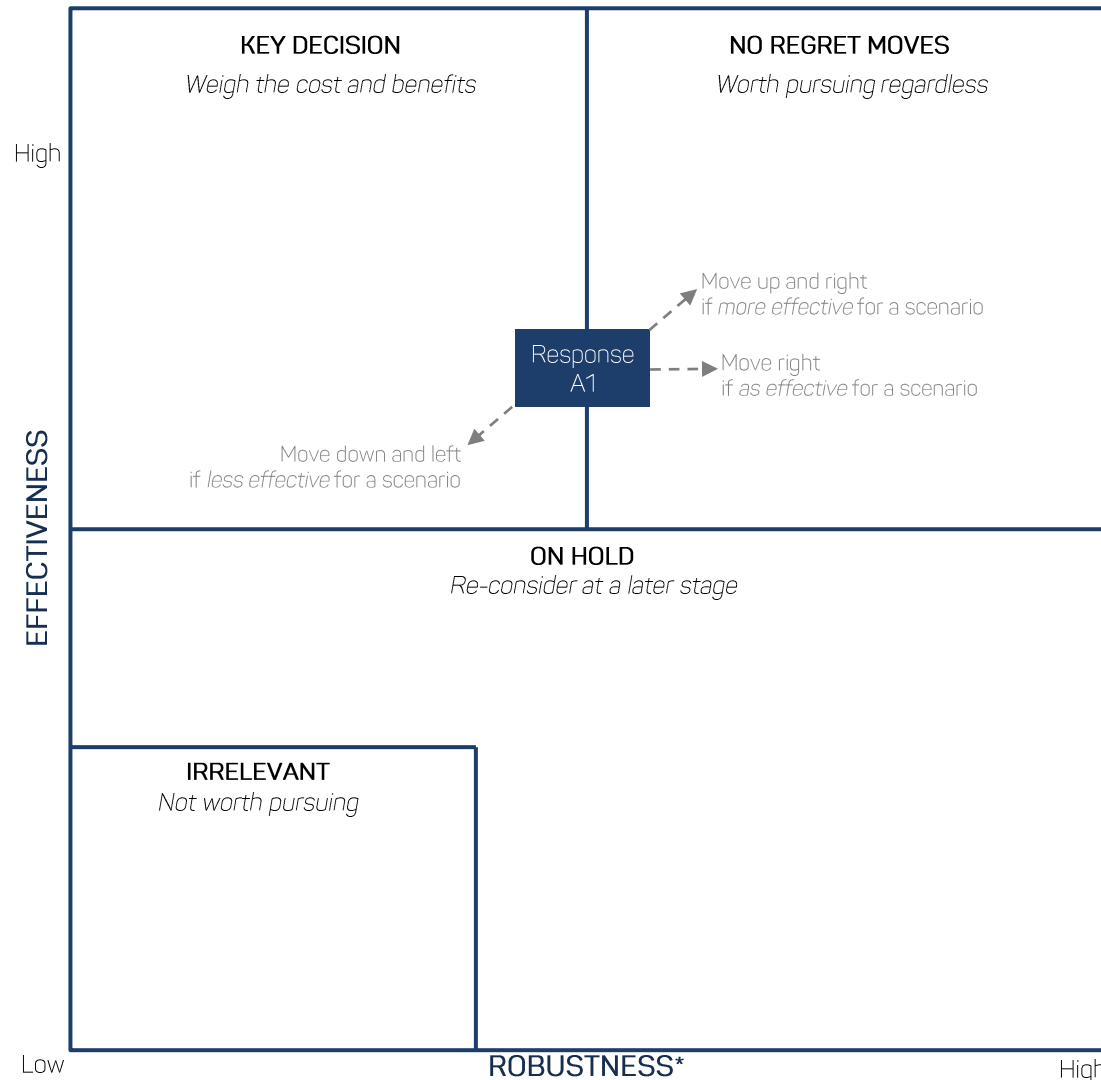 KEY DECISION
Weigh the cost and benefits
NO REGRET MOVES
Worth pursuing regardless
High
Move up and right
if more effective for a scenario
Response
A1
Move right
if as effective for a scenario
Move down and left
if less effective for a scenario
EFFECTIVENESS
ON HOLD
Re-consider at a later stage
IRRELEVANT
Not worth pursuing
Low
ROBUSTNESS*
High